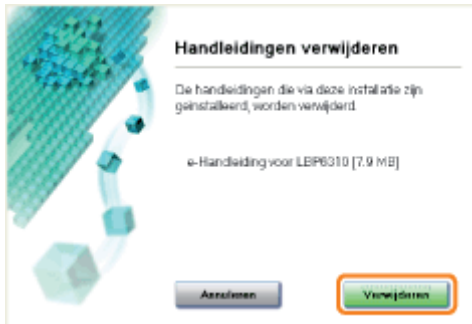 Handleidingen verwijderen
De handleidingen die via deze installatie zijn
geïnstalleerd, worden verwijderd.
e-Handleiding voor LBP6310 [7.9 MB]
Annuleren
Verwijderen